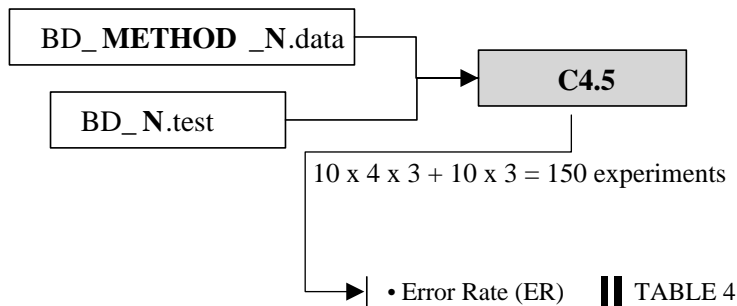 BD_ METHOD _N.data
C4.5
BD_ N.test
10 x 4 x 3 + 10 x 3 = 150 experiments
• Error Rate (ER) TABLE 4